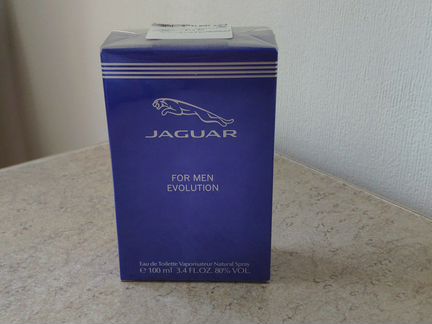 JAGUAR
FOR MEN
EVOLUTION
Eau de Toilette Vaporisateur Natural Spray
℮ 100 ml 3.4 FL.OZ. 80% VOL.